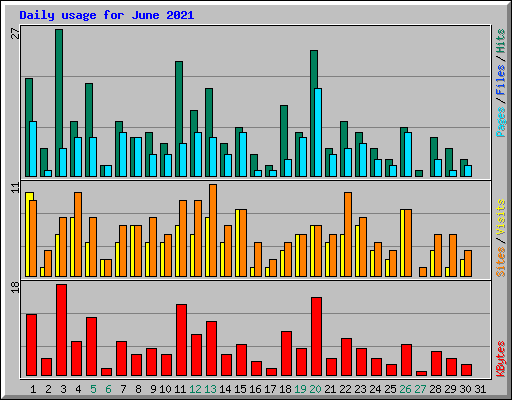 Daily usage for June 2021
27
Pages / Files / Hits
11
Sites / Visits
18
KBytes
1 2 3 4 5 6 7 8 9 10 11 12 13 14 15 16 17 18 19 20 21 22 23 24 25 26 27 28 29 30 31